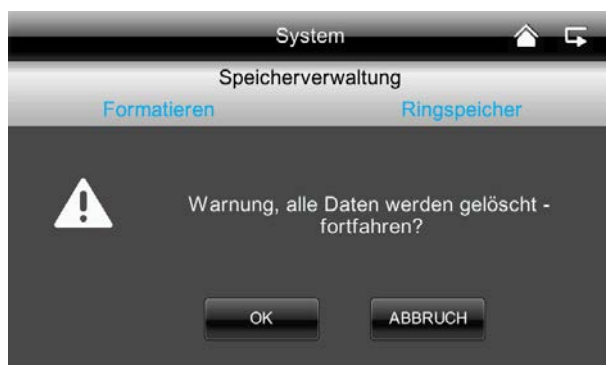 System
Speicherverwaltung
Formatieren Ringspeicher
Warnung, alle Daten werden gelöscht -
fortfahren?
OK ABBRUCH